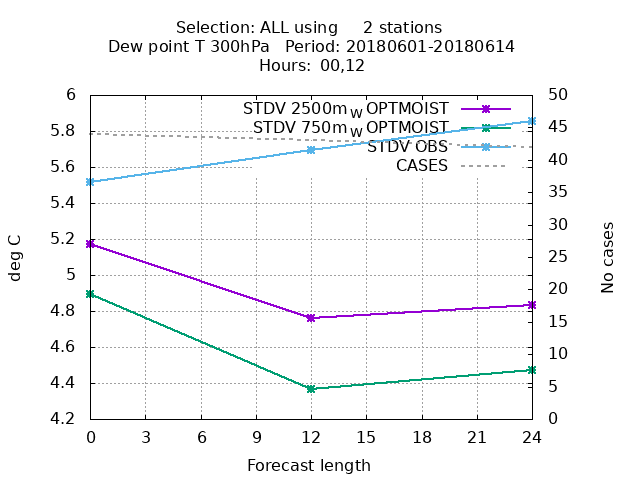 Selection: ALL using 2 stations
Dew point T 300hPa Period: 20180601-20180614
Hours: 00,12
STDV 2500m_W OPTMOIST
STDV 750m_W OPTMOIST
STDV OBS
CASES
6
5.8
5.6
5.4
5.2
5
4.8
4.6
4.4
4.2
deg C
50
45
40
35
30
25
20
15
10
5
0
No cases
0 3 6 9 12 15 18 21 24
Forecast length